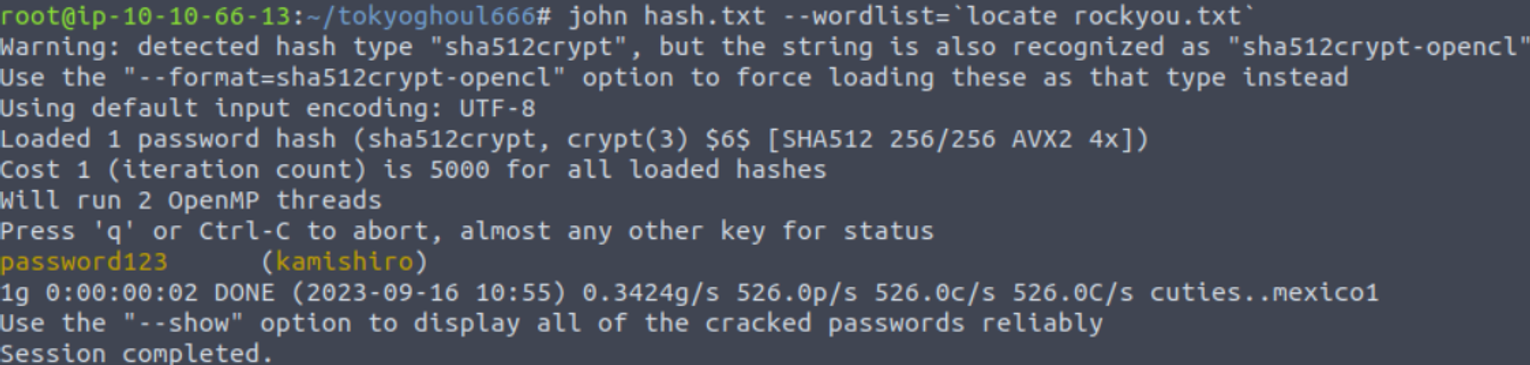 root@ip-10-10-66-13:~/tokyoghoul666# john hash.txt --wordlist=`locate rockyou.txt`
Warning: detected hash type "sha512crypt", but the string is also recognized as "sha512crypt-opencl"
Use the "--format=sha512crypt-opencl" option to force loading these as that type instead
Using default input encoding: UTF-8
Loaded 1 password hash (sha512crypt, crypt(3) $6$ [SHA512 256/256 AVX2 4x])
Cost 1 (iteration count) is 5000 for all loaded hashes
Will run 2 OpenMP threads
Press 'q' or Ctrl-C to abort, almost any other key for status
password123      (kamishiro)
1g 0:00:00:02 DONE (2023-09-16 10:55) 0.3424g/s 526.0p/s 526.0c/s 526.0C/s cuties..mexico1
Use the "--show" option to display all of the cracked passwords reliably
Session completed.